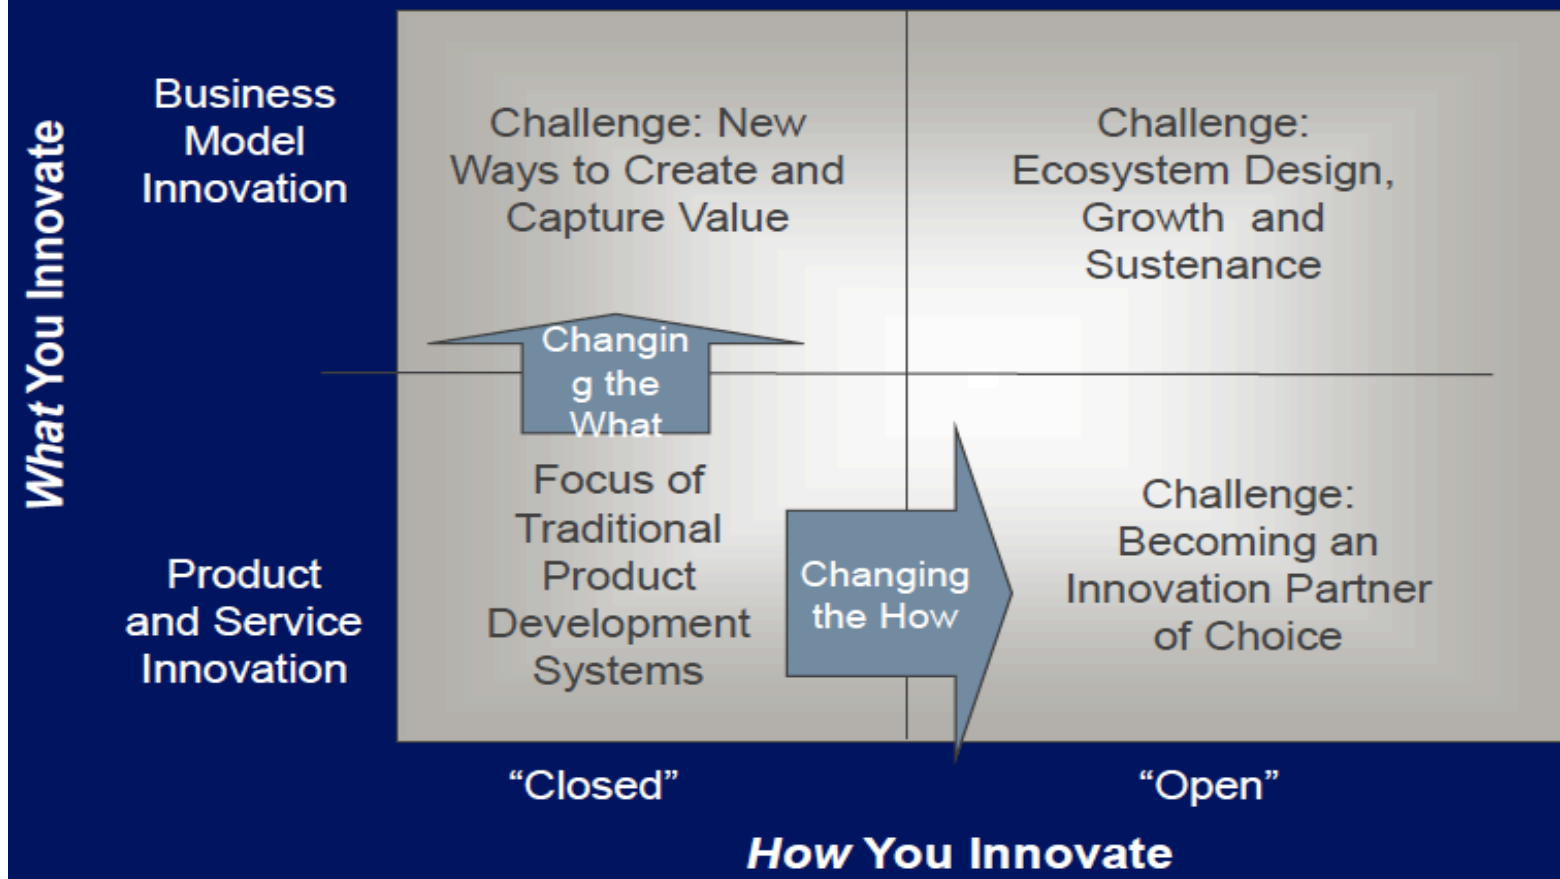 What You Innovate
Business
Model
Innovation
Challenge: New
Ways to Create and
Capture Value
Challenge:
Ecosystem Design,
Growth and
Sustenance
Changin
g the
What
Product
and Service
Innovation
Focus of
Traditional
Product
Development
Systems
Changing
the How
Challenge:
Becoming an
Innovation Partner
of Choice
“Closed”
“Open”
How You Innovate